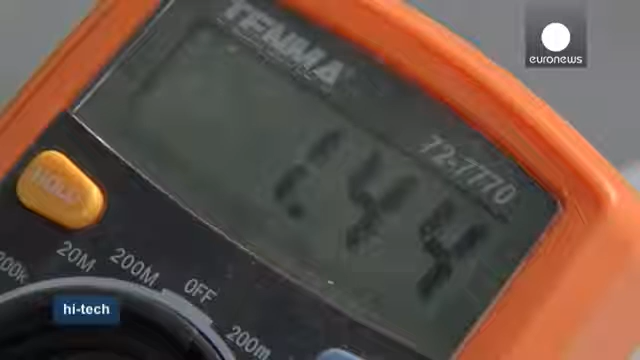 TENMA
euronews
72-7770
1.44
HOLD
200k
20M
200M
OFF
200m
hi-tech